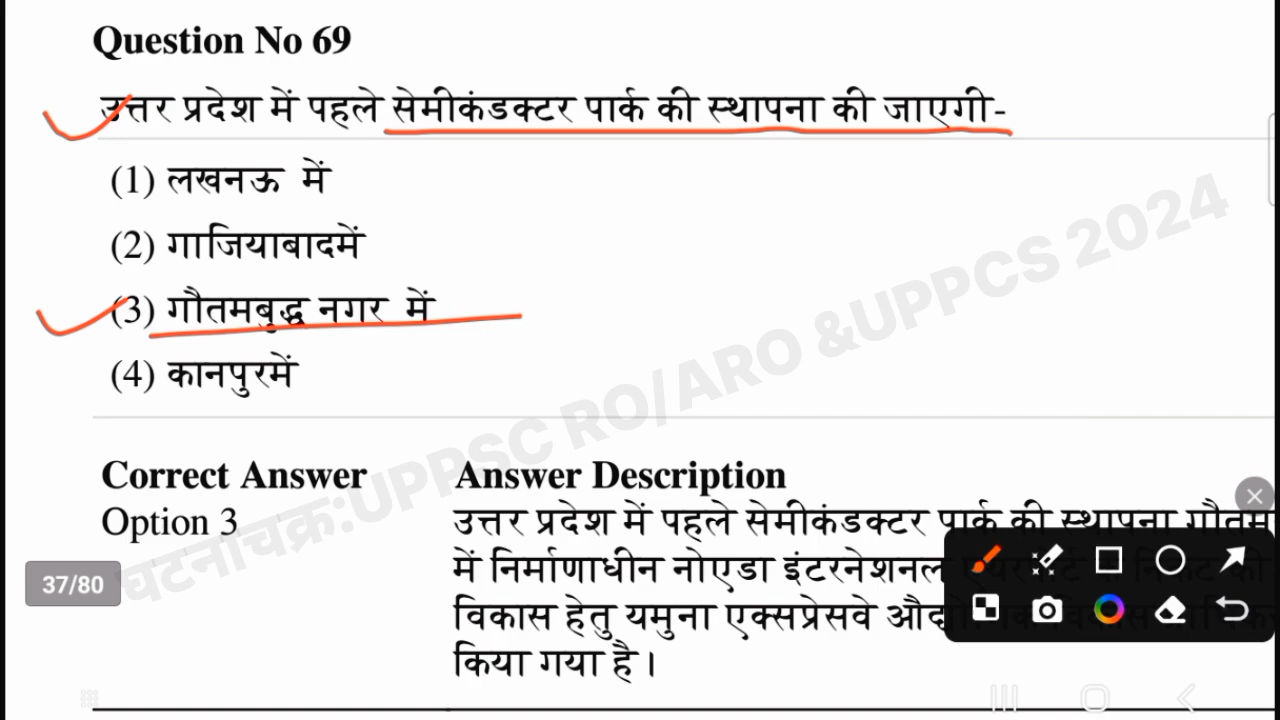 Question No 69
उत्तर प्रदेश में पहले सेमीकंडक्टर पार्क की स्थापना की जाएगी-
(1) लखनऊ में
(2) गाजियाबादमें
(3) गौतमबुद्ध नगर में
(4) कानपुरमें
Correct Answer Answer Description
Option 3 उत्तर प्रदेश में पहले सेमीकंडक्टर पार्क की स्थापना
में निर्माणाधीन नोएडा इंटरनेशनल
विकास हेतु यमुना एक्सप्रेसवे
किया गया है।
37/80
घटनाचक्र:UPPSC RO/ARO &UPPCS 2024